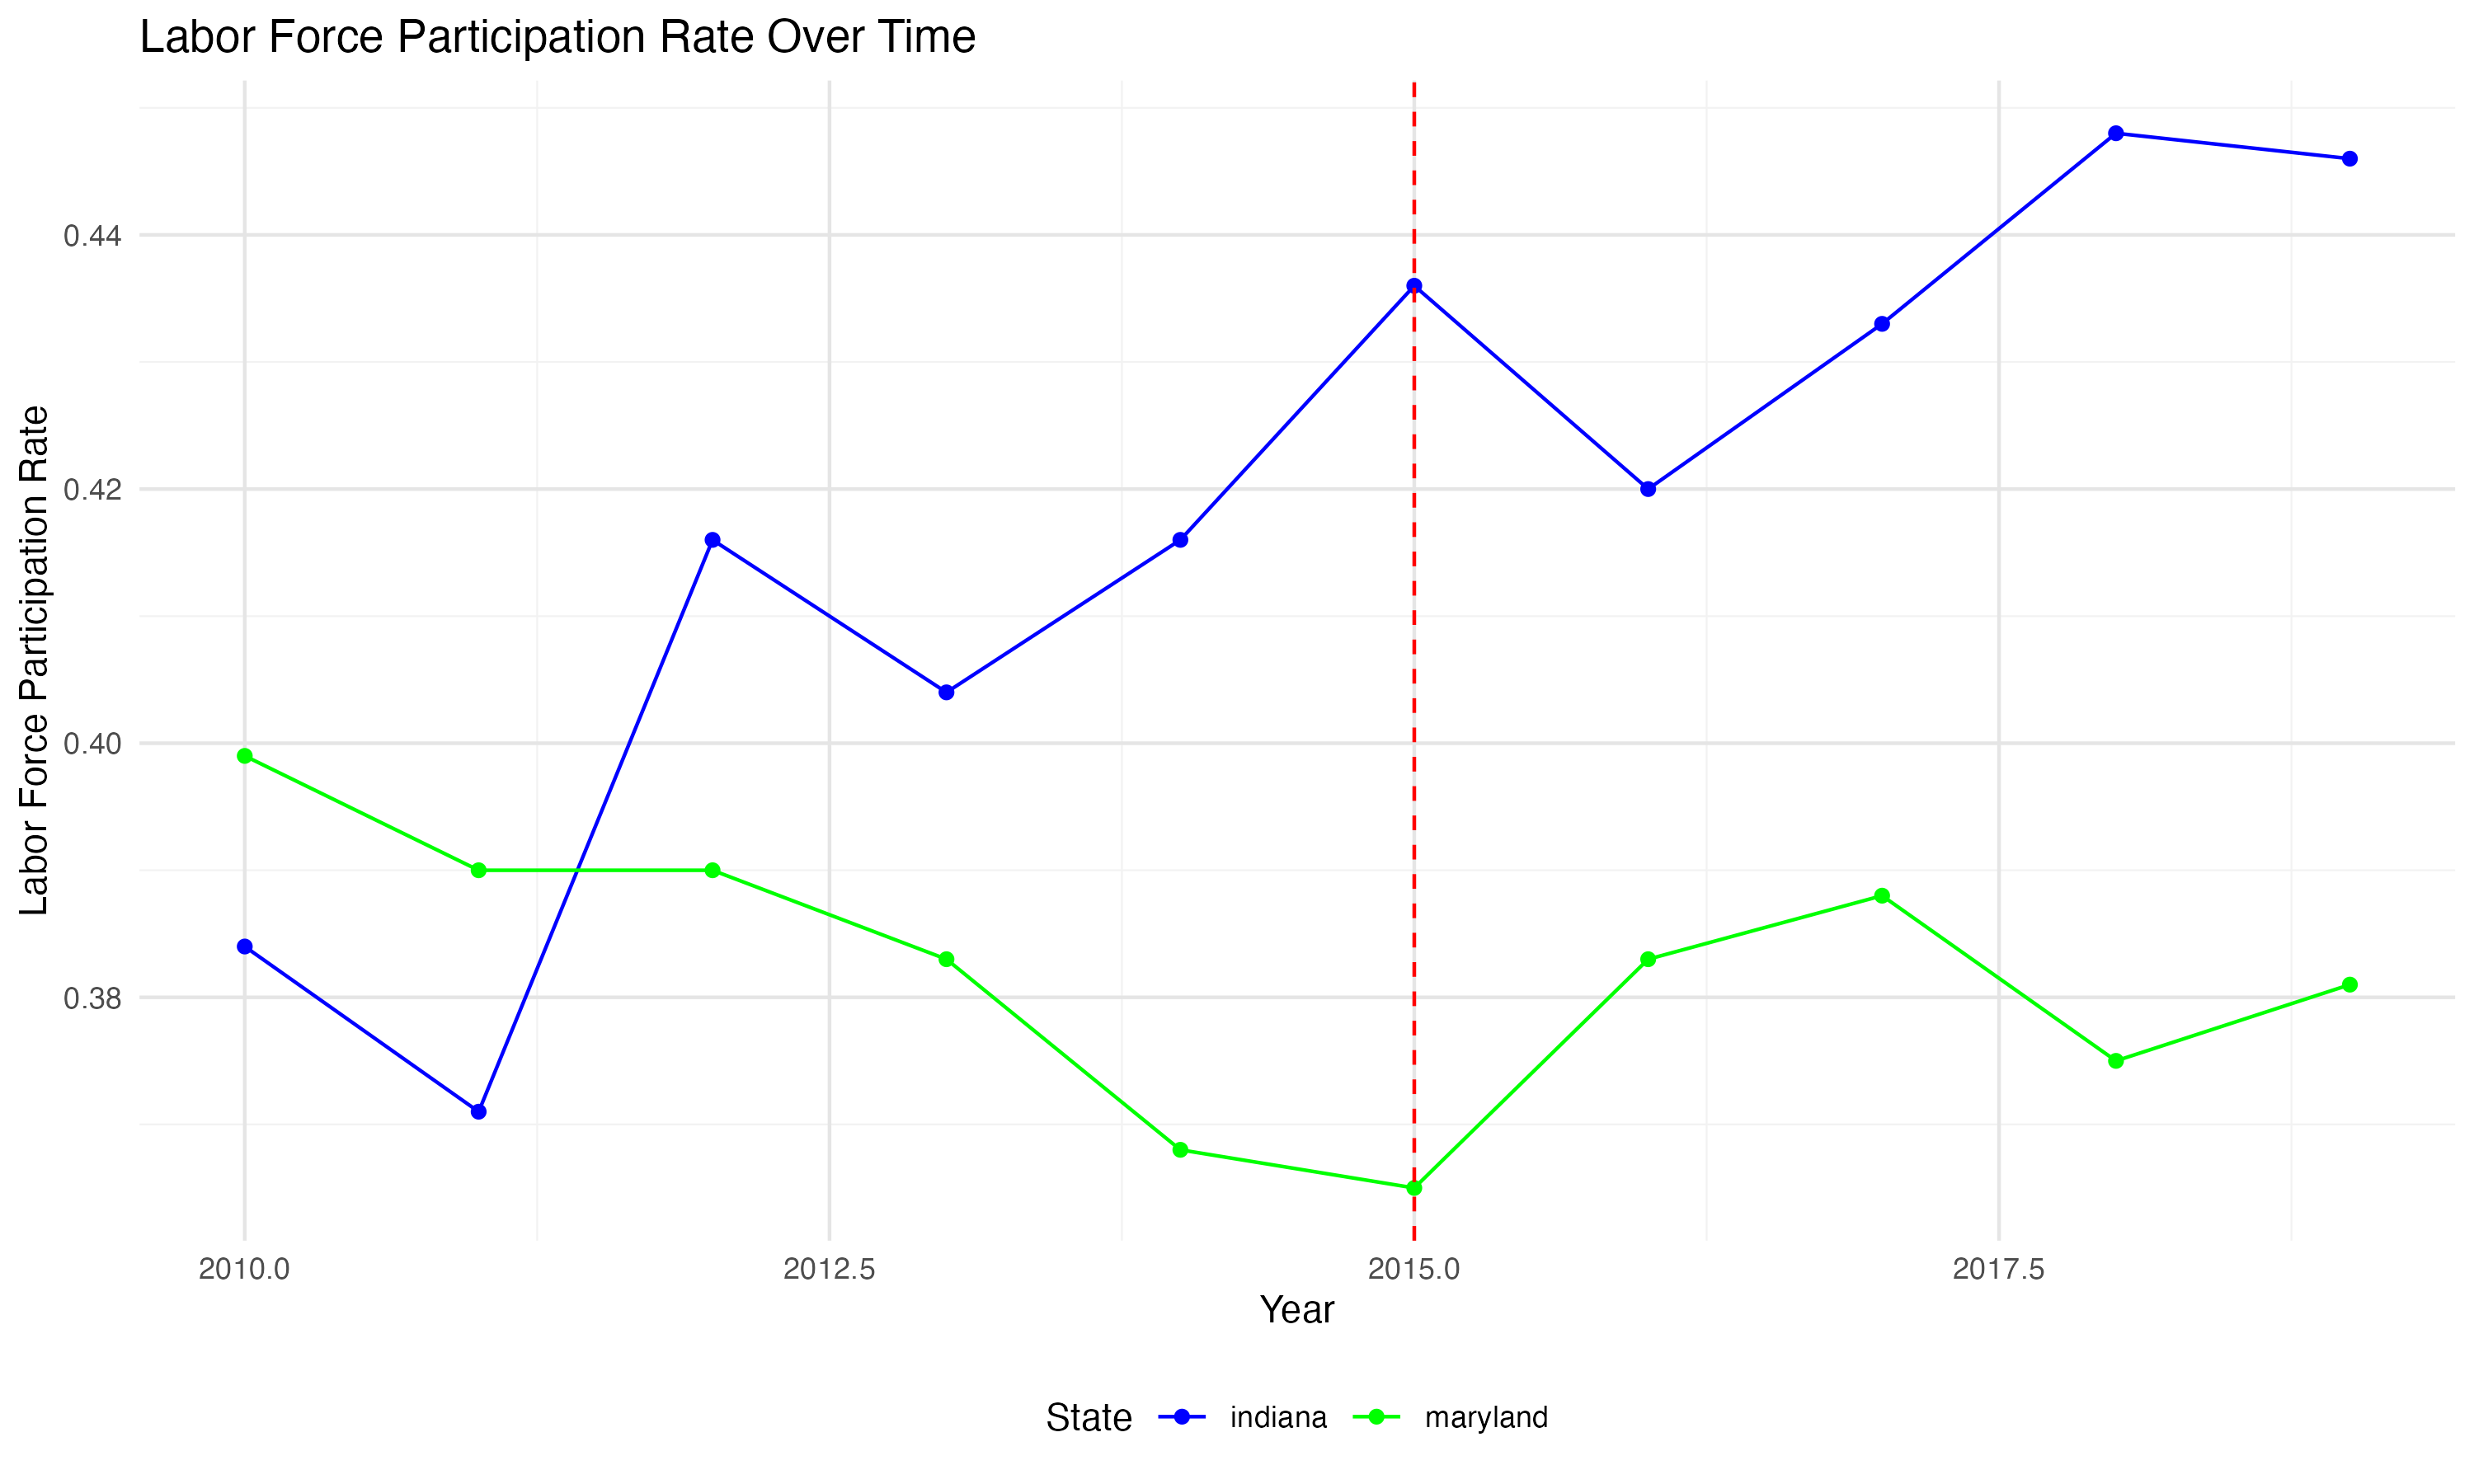 Labor Force Participation Rate Over Time
Labor Force Participation Rate
0.44
0.42
0.40
0.38
2010.0 2012.5 2015.0 2017.5
Year
State indiana maryland